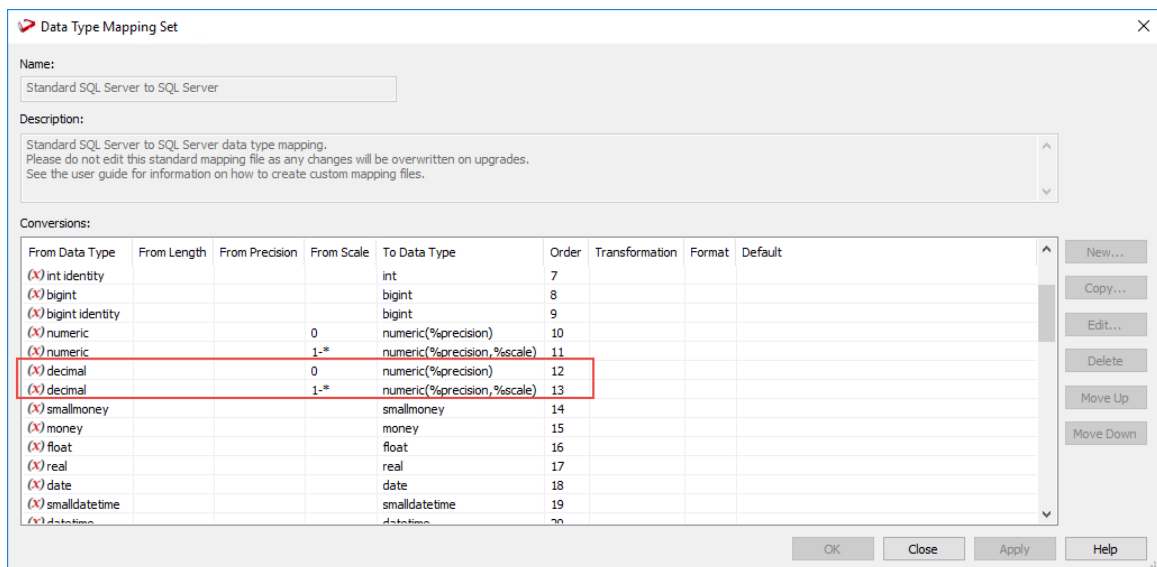 Data Type Mapping Set
Name:
Standard SQL Server to SQL Server
Description:
Standard SQL Server to SQL Server data type mapping.
Please do not edit this standard mapping file as any changes will be overwritten on upgrades.
See the user guide for information on how to create custom mapping files.
Conversions:
From Data Type From Length From Precision From Scale To Data Type Order Transformation Format Default
(x) int identity int 7
(x) bigint bigint 8
(x) bigint identity bigint 9
(x) numeric 0 numeric(%precision) 10
(x) numeric 1-* numeric(%precision,%scale) 11
(x) decimal 0 numeric(%precision) 12
(x) decimal 1-* numeric(%precision,%scale) 13
(x) smallmoney smallmoney 14
(x) money money 15
(x) float float 16
(x) real real 17
(x) date date 18
(x) smalldatetime smalldatetime 19
(x) datetime datetime 20
New...
Copy...
Edit...
Delete
Move Up
Move Down
OK Close Apply Help